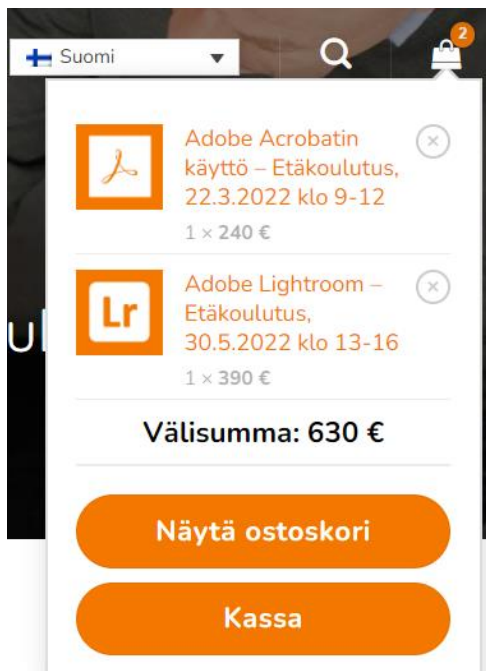 Suomi
2
Adobe Acrobatin
käyttö – Etäkoulutus,
22.3.2022 klo 9-12
1 × 240 €
Lr
Adobe Lightroom –
Etäkoulutus,
30.5.2022 klo 13-16
1 × 390 €
Välisumma: 630 €
Näytä ostoskori
Kassa